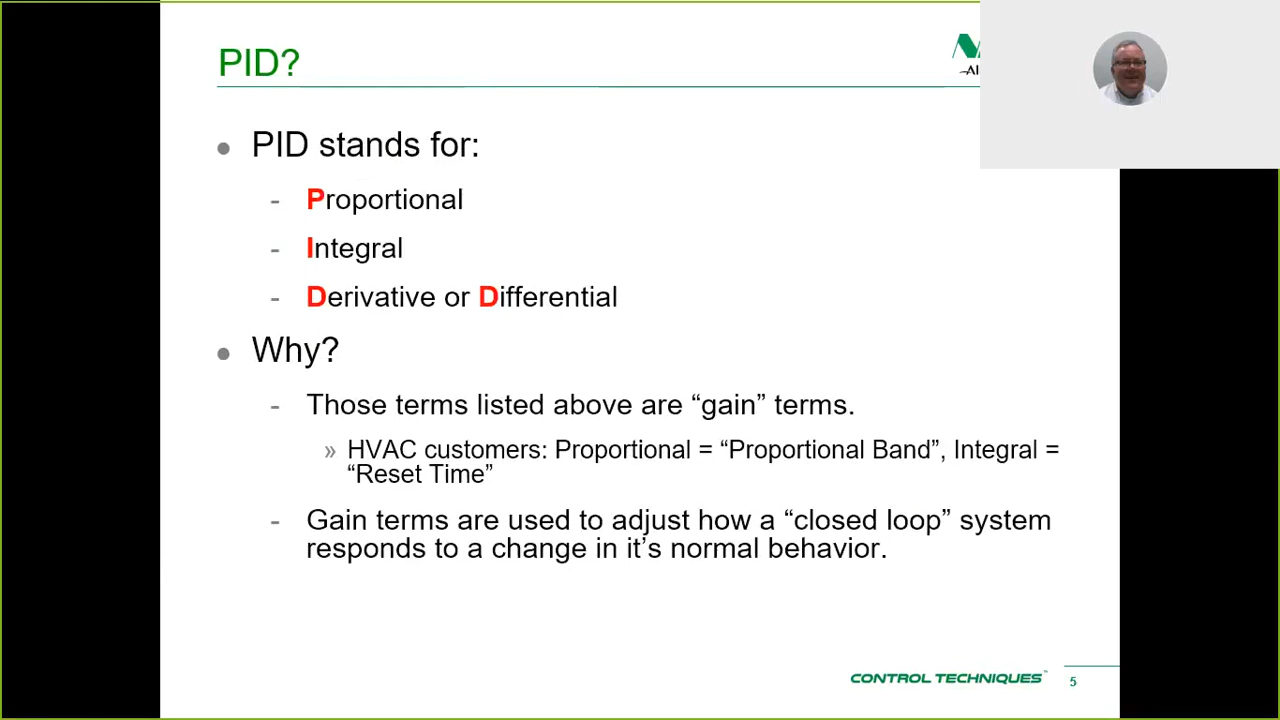 PID?
PID stands for:
- Proportional
- Integral
- Derivative or Differential
Why?
- Those terms listed above are “gain” terms.
» HVAC customers: Proportional = “Proportional Band”, Integral =
“Reset Time”
- Gain terms are used to adjust how a “closed loop” system
responds to a change in it’s normal behavior.
CONTROL TECHNIQUES™
5